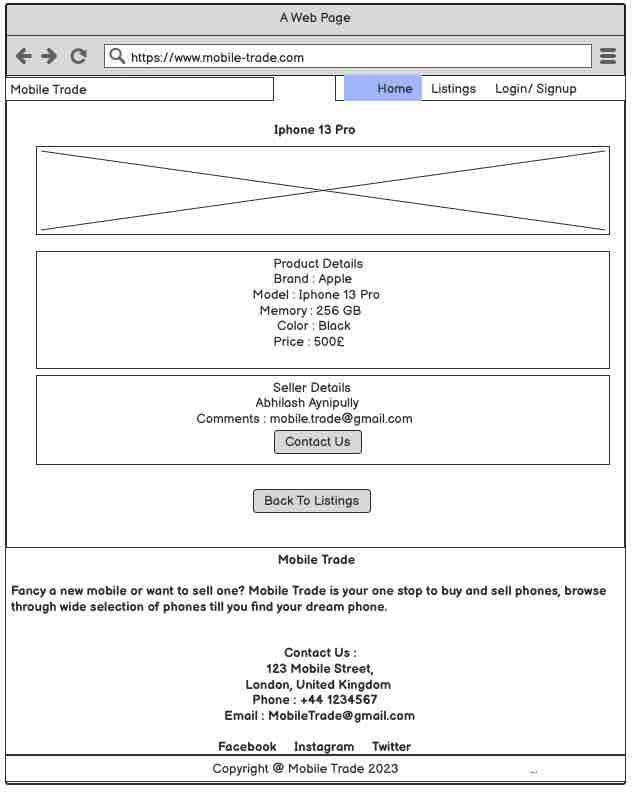 A Web Page
https://www.mobile-trade.com
Mobile Trade
Home Listings Login/ Signup
Iphone 13 Pro
Product Details
Brand : Apple
Model : Iphone 13 Pro
Memory : 256 GB
Color : Black
Price : 500£
Seller Details
Abhilash Aynipully
Comments : mobile.trade@gmail.com
Contact Us
Back To Listings
Mobile Trade
Fancy a new mobile or want to sell one? Mobile Trade is your one stop to buy and sell phones, browse
through wide selection of phones till you find your dream phone.
Contact Us :
123 Mobile Street,
London, United Kingdom
Phone : +44 1234567
Email : MobileTrade@gmail.com
Facebook Instagram Twitter
Copyright @ Mobile Trade 2023